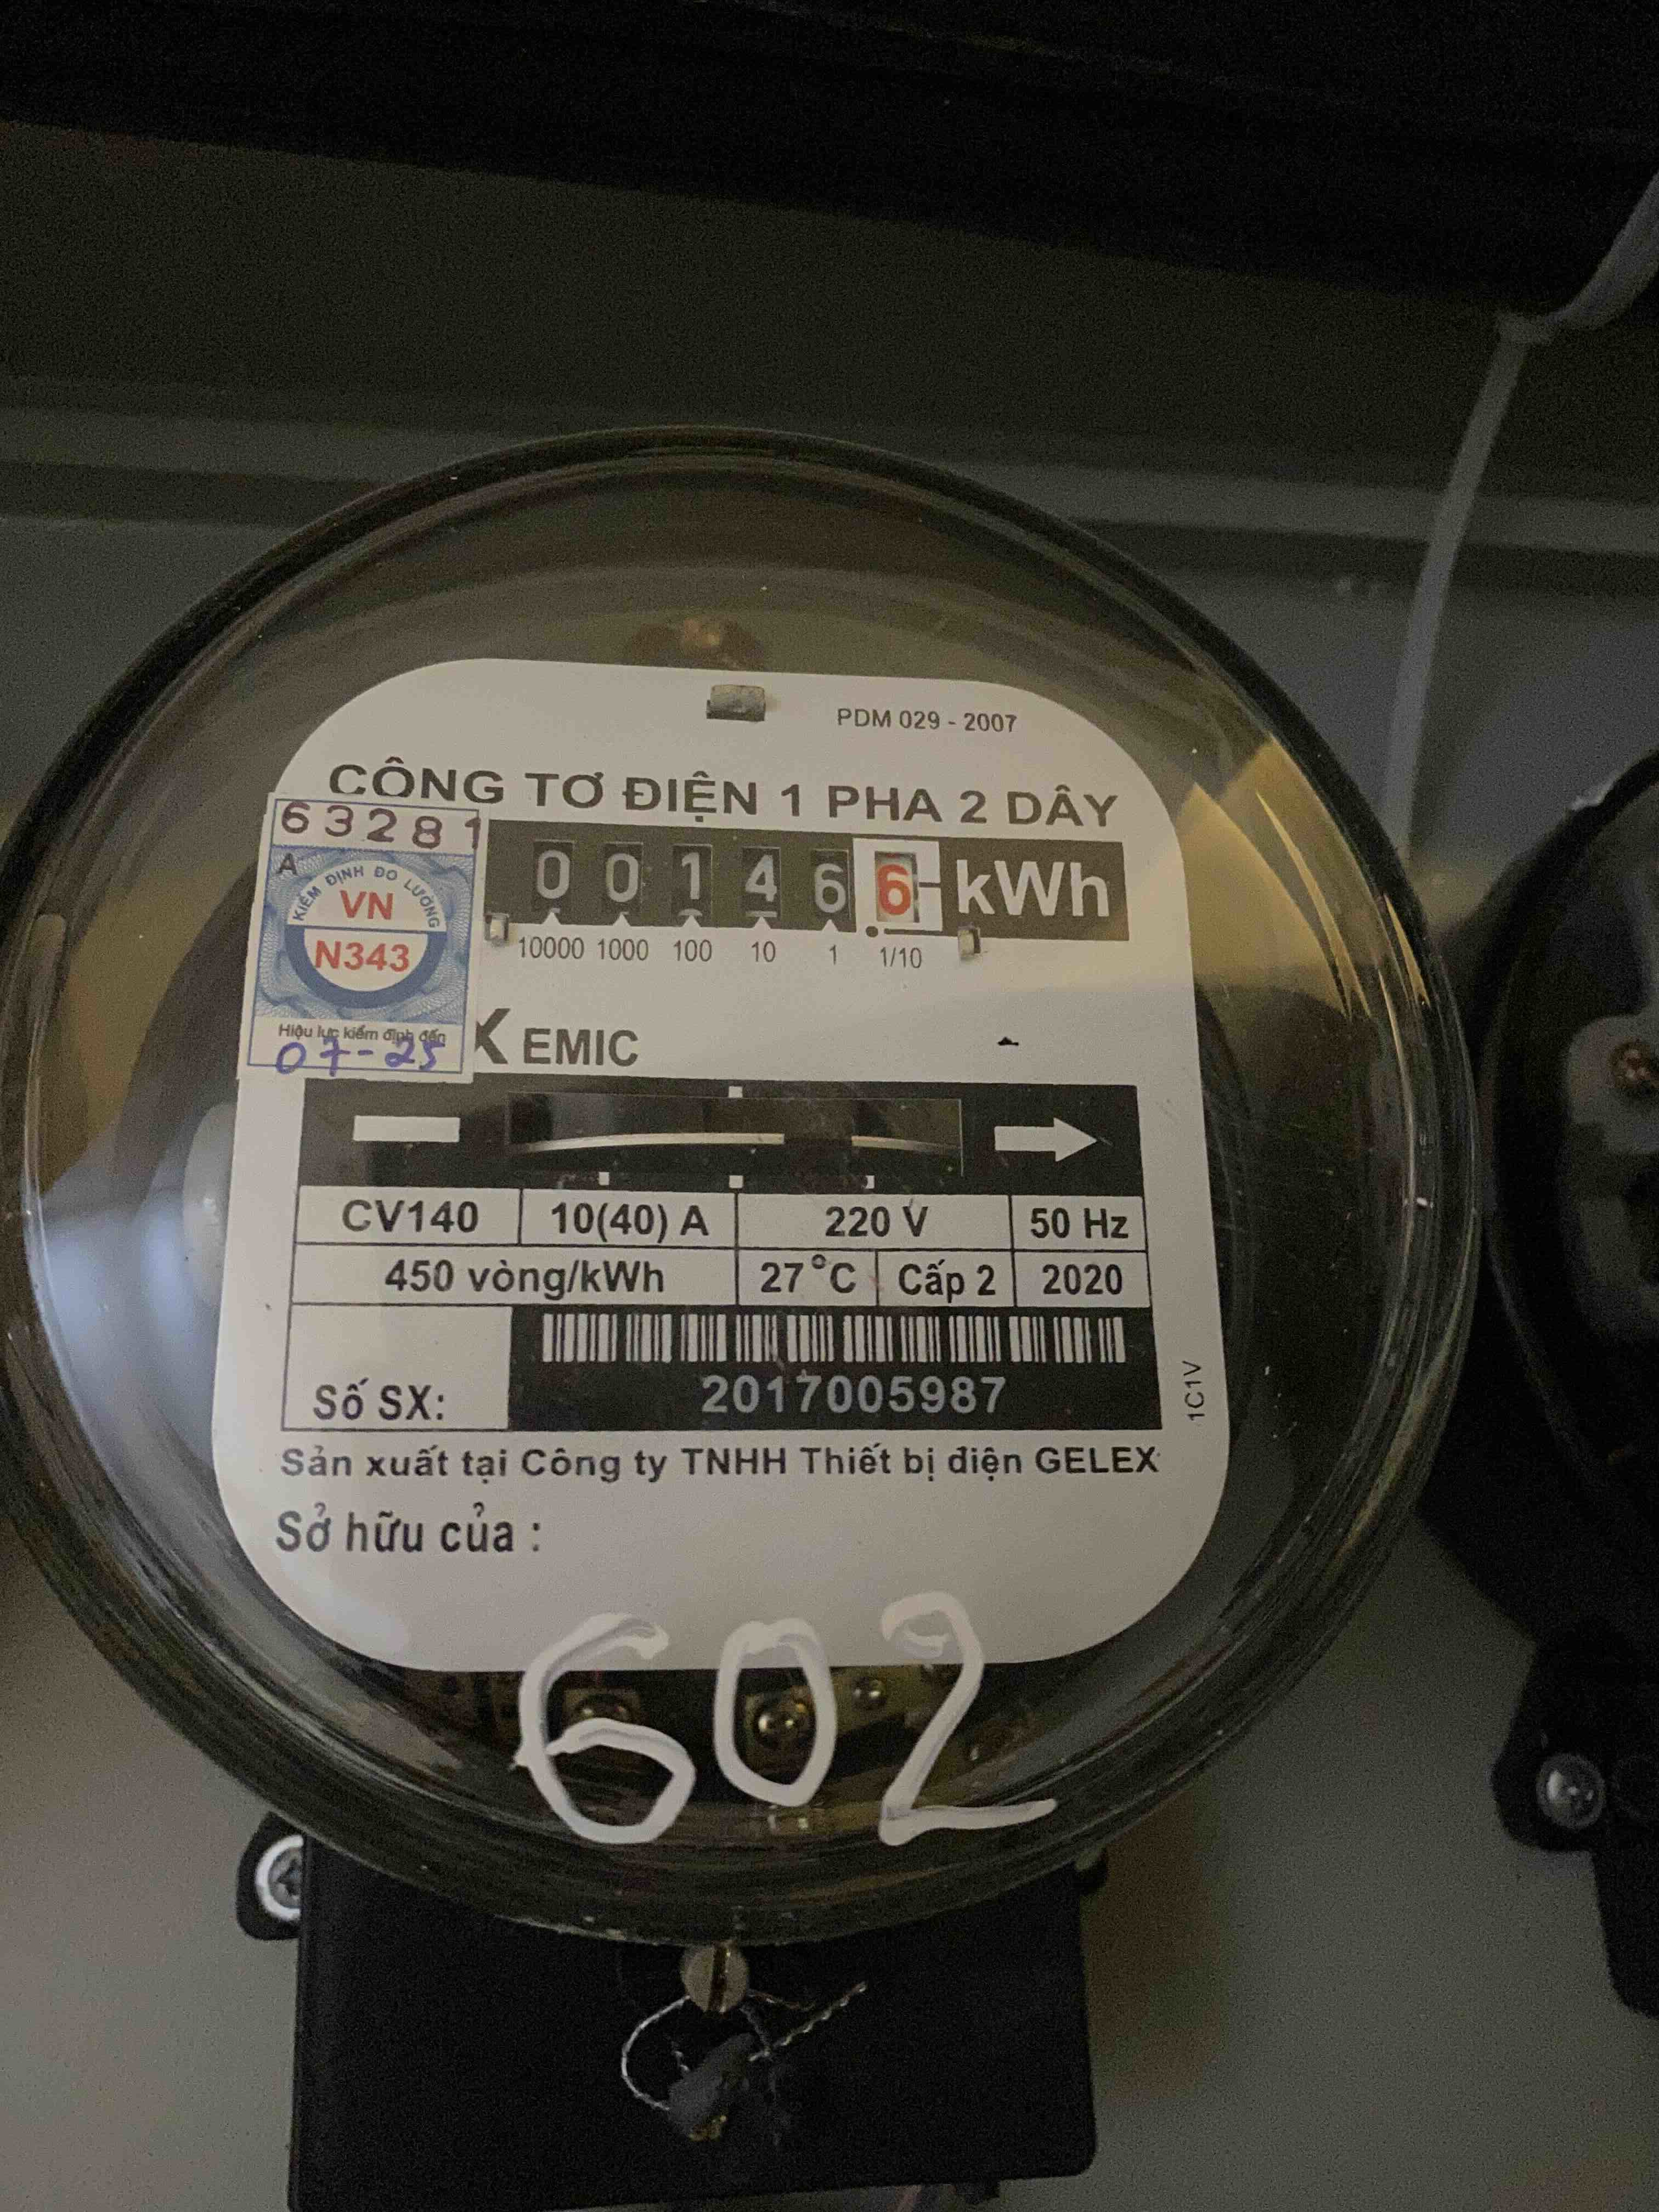 PDM 029 - 2007
CÔNG TƠ ĐIỆN 1 PHA 2 DÂY
63281
A
KIỂM ĐỊNH ĐO LƯỜNG
VN
N343
Hiệu lực kiểm định đến
07-25
0 0 1 4 6 6 kWh
10000 1000 100 10 1 1/10
X EMIC
CV140 10(40) A 220 V 50 Hz
450 vòng/kWh 27°C Cấp 2 2020
Số SX: 2017005987
1C1V
Sản xuất tại Công ty TNHH Thiết bị điện GELEX
Sở hữu của :
602